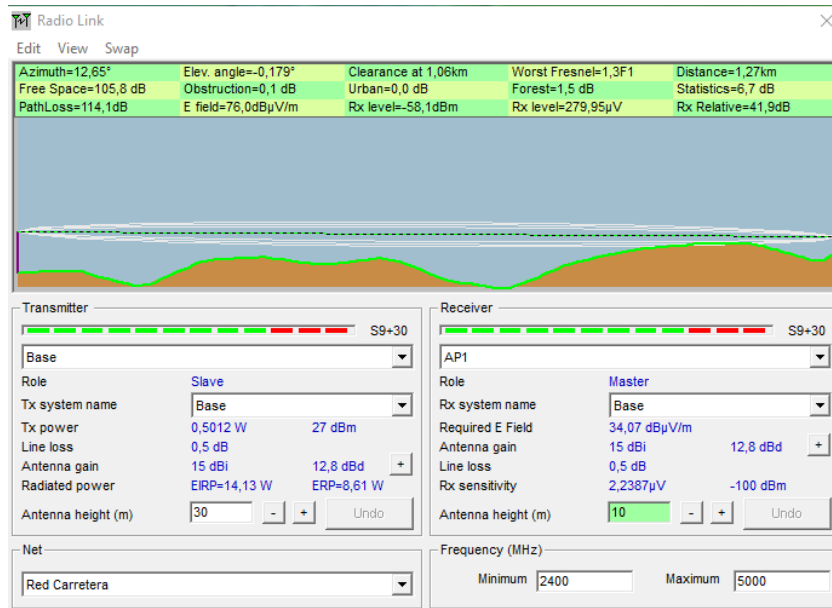 Radio Link
Edit View Swap
Azimuth=12,65° Elev. angle=-0,179° Clearance at 1,06km Worst Fresnel=1,3F1 Distance=1,27km
Free Space=105,8 dB Obstruction=0,1 dB Urban=0,0 dB Forest=1,5 dB Statistics=6,7 dB
PathLoss=114,1dB E field=76,0dBµV/m Rx level=-58,1dBm Rx level=279,95µV Rx Relative=41,9dB
Transmitter
S9+30
Base
Role Slave
Tx system name Base
Tx power 0,5012 W 27 dBm
Line loss 0,5 dB
Antenna gain 15 dBi 12,8 dBd +
Radiated power EIRP=14,13 W ERP=8,61 W
Antenna height (m) 30 - + Undo
Receiver
S9+30
AP1
Role Master
Rx system name Base
Required E Field 34,07 dBµV/m
Antenna gain 15 dBi 12,8 dBd +
Line loss 0,5 dB
Rx sensitivity 2,2387µV -100 dBm
Antenna height (m) 10 - + Undo
Net
Red Carretera
Frequency (MHz)
Minimum 2400 Maximum 5000